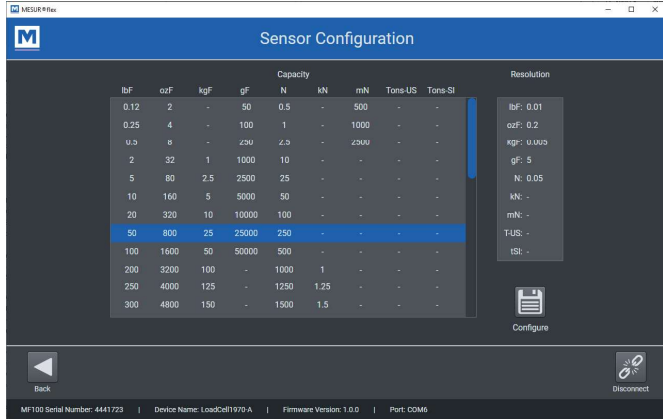 MESUR®flex
M
Sensor Configuration
Capacity
Resolution
lbF ozF kgF gF N kN mN Tons-US Tons-SI
0.12 2 - 50 0.5 - 500 - -
0.25 4 - 100 1 - 1000 - -
0.5 8 - 250 2.5 - 2500 - -
2 32 1 1000 10 - - - -
5 80 2.5 2500 25 - - - -
10 160 5 5000 50 - - - -
20 320 10 10000 100 - - - -
50 800 25 25000 250 - - - -
100 1600 50 50000 500 - - - -
200 3200 100 - 1000 1 - - -
250 4000 125 - 1250 1.25 - - -
300 4800 150 - 1500 1.5 - - -
lbF: 0.01
ozF: 0.2
kgF: 0.005
gF: 5
N: 0.05
kN: -
mN: -
T-US: -
tSI: -
Configure
Back
Disconnect
MF100 Serial Number: 4441723 | Device Name: LoadCell1970-A | Firmware Version: 1.0.0 | Port: COM6